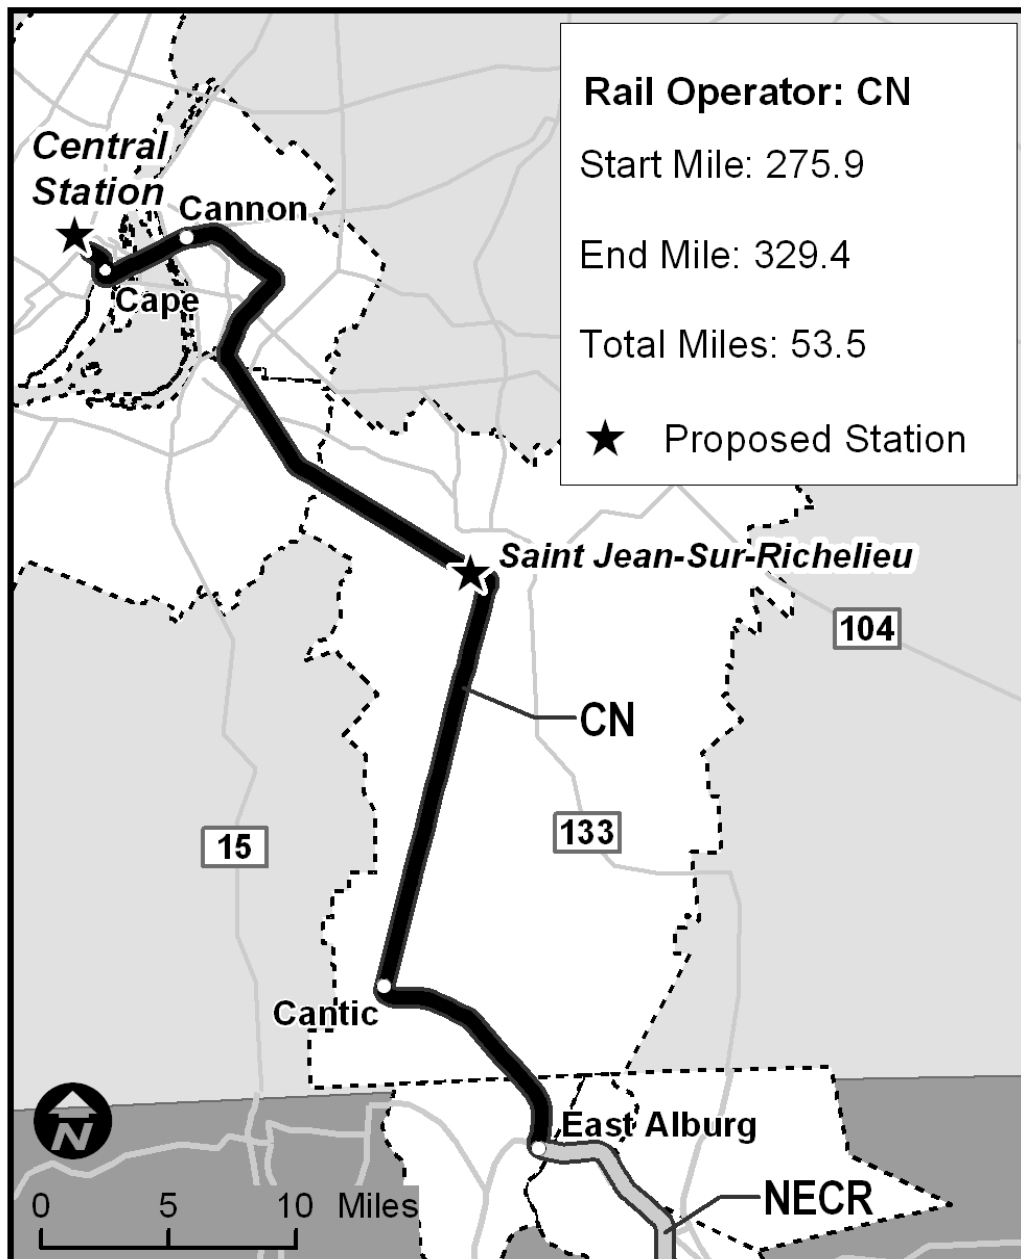 Rail Operator: CN
Start Mile: 275.9
End Mile: 329.4
Total Miles: 53.5
Proposed Station
Central
Station
Cannon
Cape
Saint Jean-Sur-Richelieu
104
CN
133
15
Cantic
East Alburg
NECR
N
0 5 10 Miles